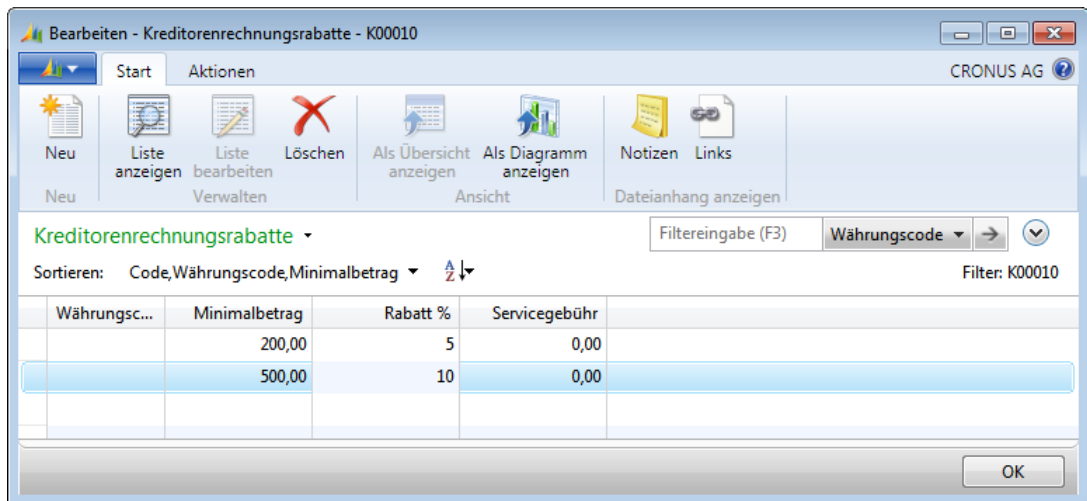 Bearbeiten - Kreditorenrechnungsrabatte - K00010
Start Aktionen CRONUS AG
Neu Liste anzeigen Liste bearbeiten Löschen Als Übersicht anzeigen Als Diagramm anzeigen Notizen Links
Neu Verwalten Ansicht Dateianhang anzeigen
Kreditorenrechnungsrabatte Filtereingabe (F3) Währungscode
Sortieren: Code,Währungscode,Minimalbetrag A Z Filter: K00010
Währungsc... Minimalbetrag Rabatt % Servicegebühr
200,00 5 0,00
500,00 10 0,00
OK